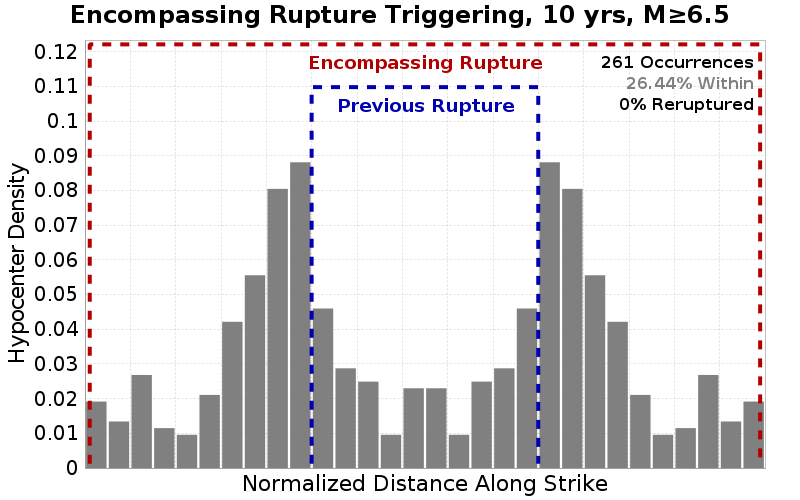 Encompassing Rupture Triggering, 10 yrs, M≥6.5
0.12
0.11
0.1
0.09
0.08
0.07
0.06
0.05
0.04
0.03
0.02
0.01
0
Hypocenter Density
Encompassing Rupture
Previous Rupture
261 Occurrences
26.44% Within
0% Reruptured
Normalized Distance Along Strike